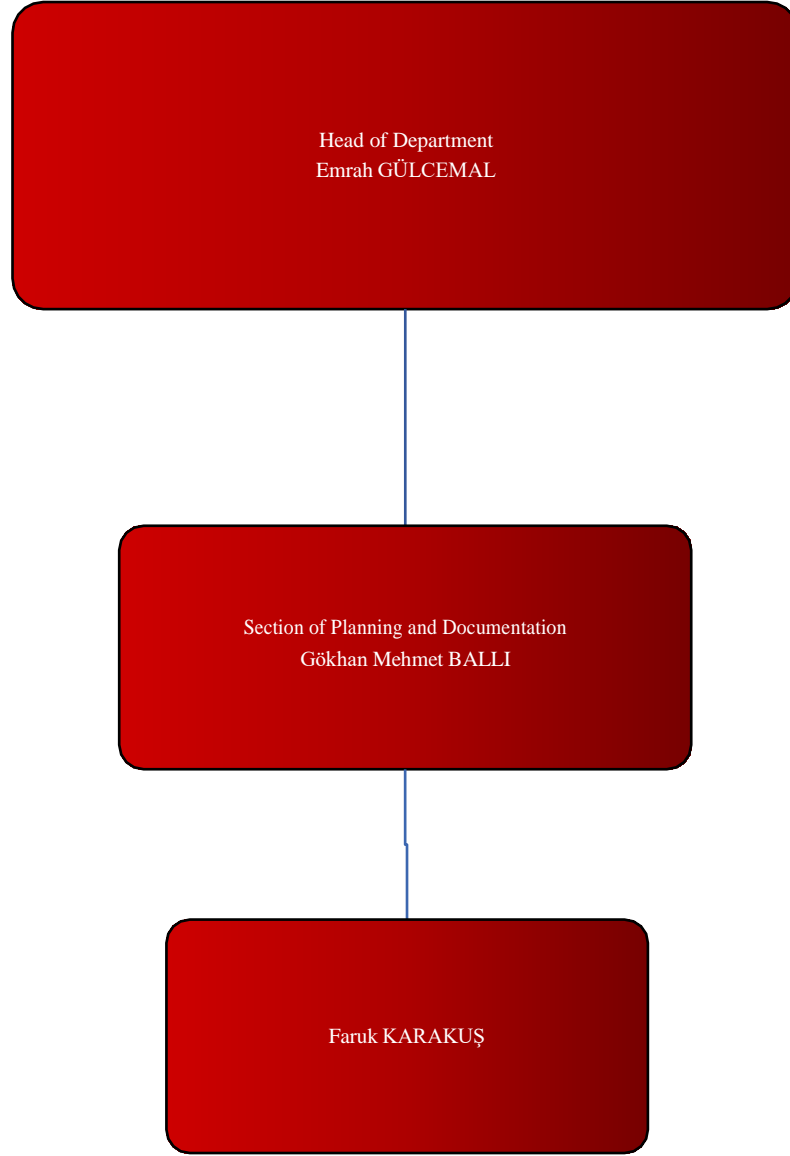 Head of Department
Emrah GÜLCEMAL
Section of Planning and Documentation
Gökhan Mehmet BALLI
Faruk KARAKUŞ